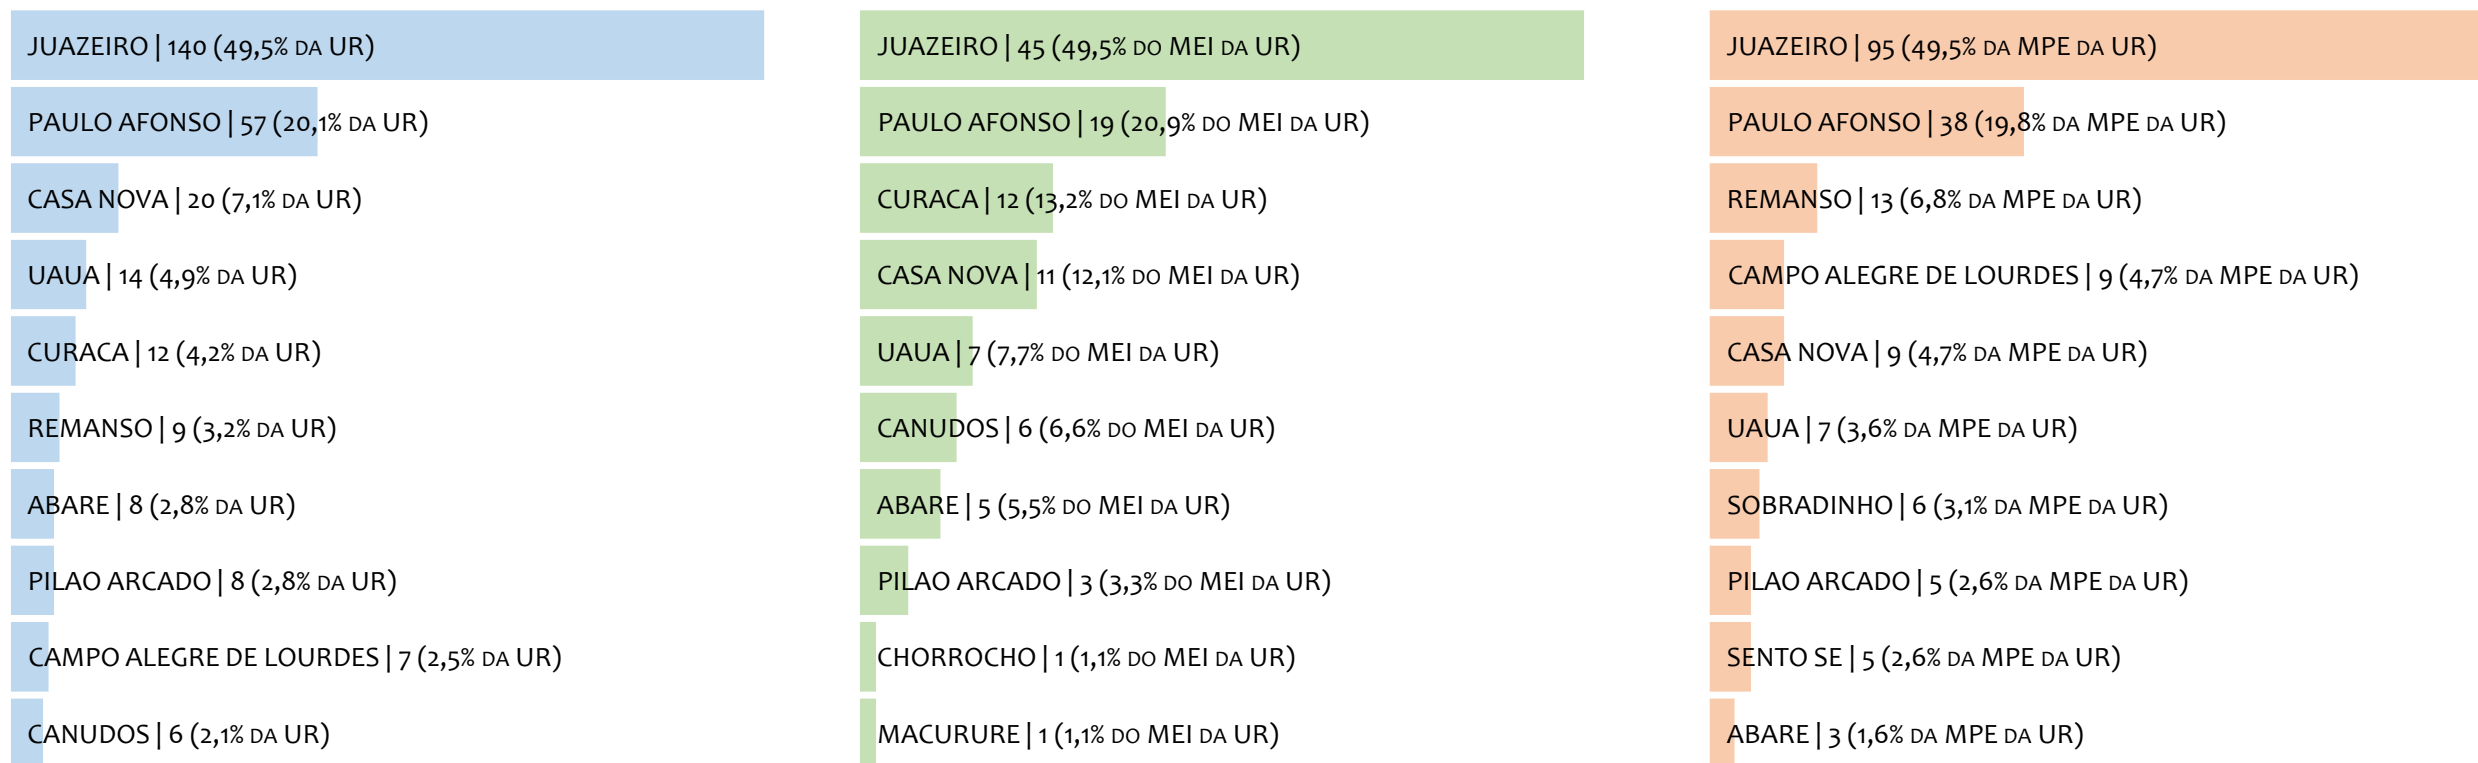 JUAZEIRO | 140 (49,5% DA UR)
PAULO AFONSO | 57 (20,1% DA UR)
CASA NOVA | 20 (7,1% DA UR)
UAUA | 14 (4,9% DA UR)
CURACA | 12 (4,2% DA UR)
REMANSO | 9 (3,2% DA UR)
ABARE | 8 (2,8% DA UR)
PILAO ARCADO | 8 (2,8% DA UR)
CAMPO ALEGRE DE LOURDES | 7 (2,5% DA UR)
CANUDOS | 6 (2,1% DA UR)
JUAZEIRO | 45 (49,5% DO MEI DA UR)
PAULO AFONSO | 19 (20,9% DO MEI DA UR)
CURACA | 12 (13,2% DO MEI DA UR)
CASA NOVA | 11 (12,1% DO MEI DA UR)
UAUA | 7 (7,7% DO MEI DA UR)
CANUDOS | 6 (6,6% DO MEI DA UR)
ABARE | 5 (5,5% DO MEI DA UR)
PILAO ARCADO | 3 (3,3% DO MEI DA UR)
CHORROCHO | 1 (1,1% DO MEI DA UR)
MACURURE | 1 (1,1% DO MEI DA UR)
JUAZEIRO | 95 (49,5% DA MPE DA UR)
PAULO AFONSO | 38 (19,8% DA MPE DA UR)
REMANSO | 13 (6,8% DA MPE DA UR)
CAMPO ALEGRE DE LOURDES | 9 (4,7% DA MPE DA UR)
CASA NOVA | 9 (4,7% DA MPE DA UR)
UAUA | 7 (3,6% DA MPE DA UR)
SOBRADINHO | 6 (3,1% DA MPE DA UR)
PILAO ARCADO | 5 (2,6% DA MPE DA UR)
SENTO SE | 5 (2,6% DA MPE DA UR)
ABARE | 3 (1,6% DA MPE DA UR)